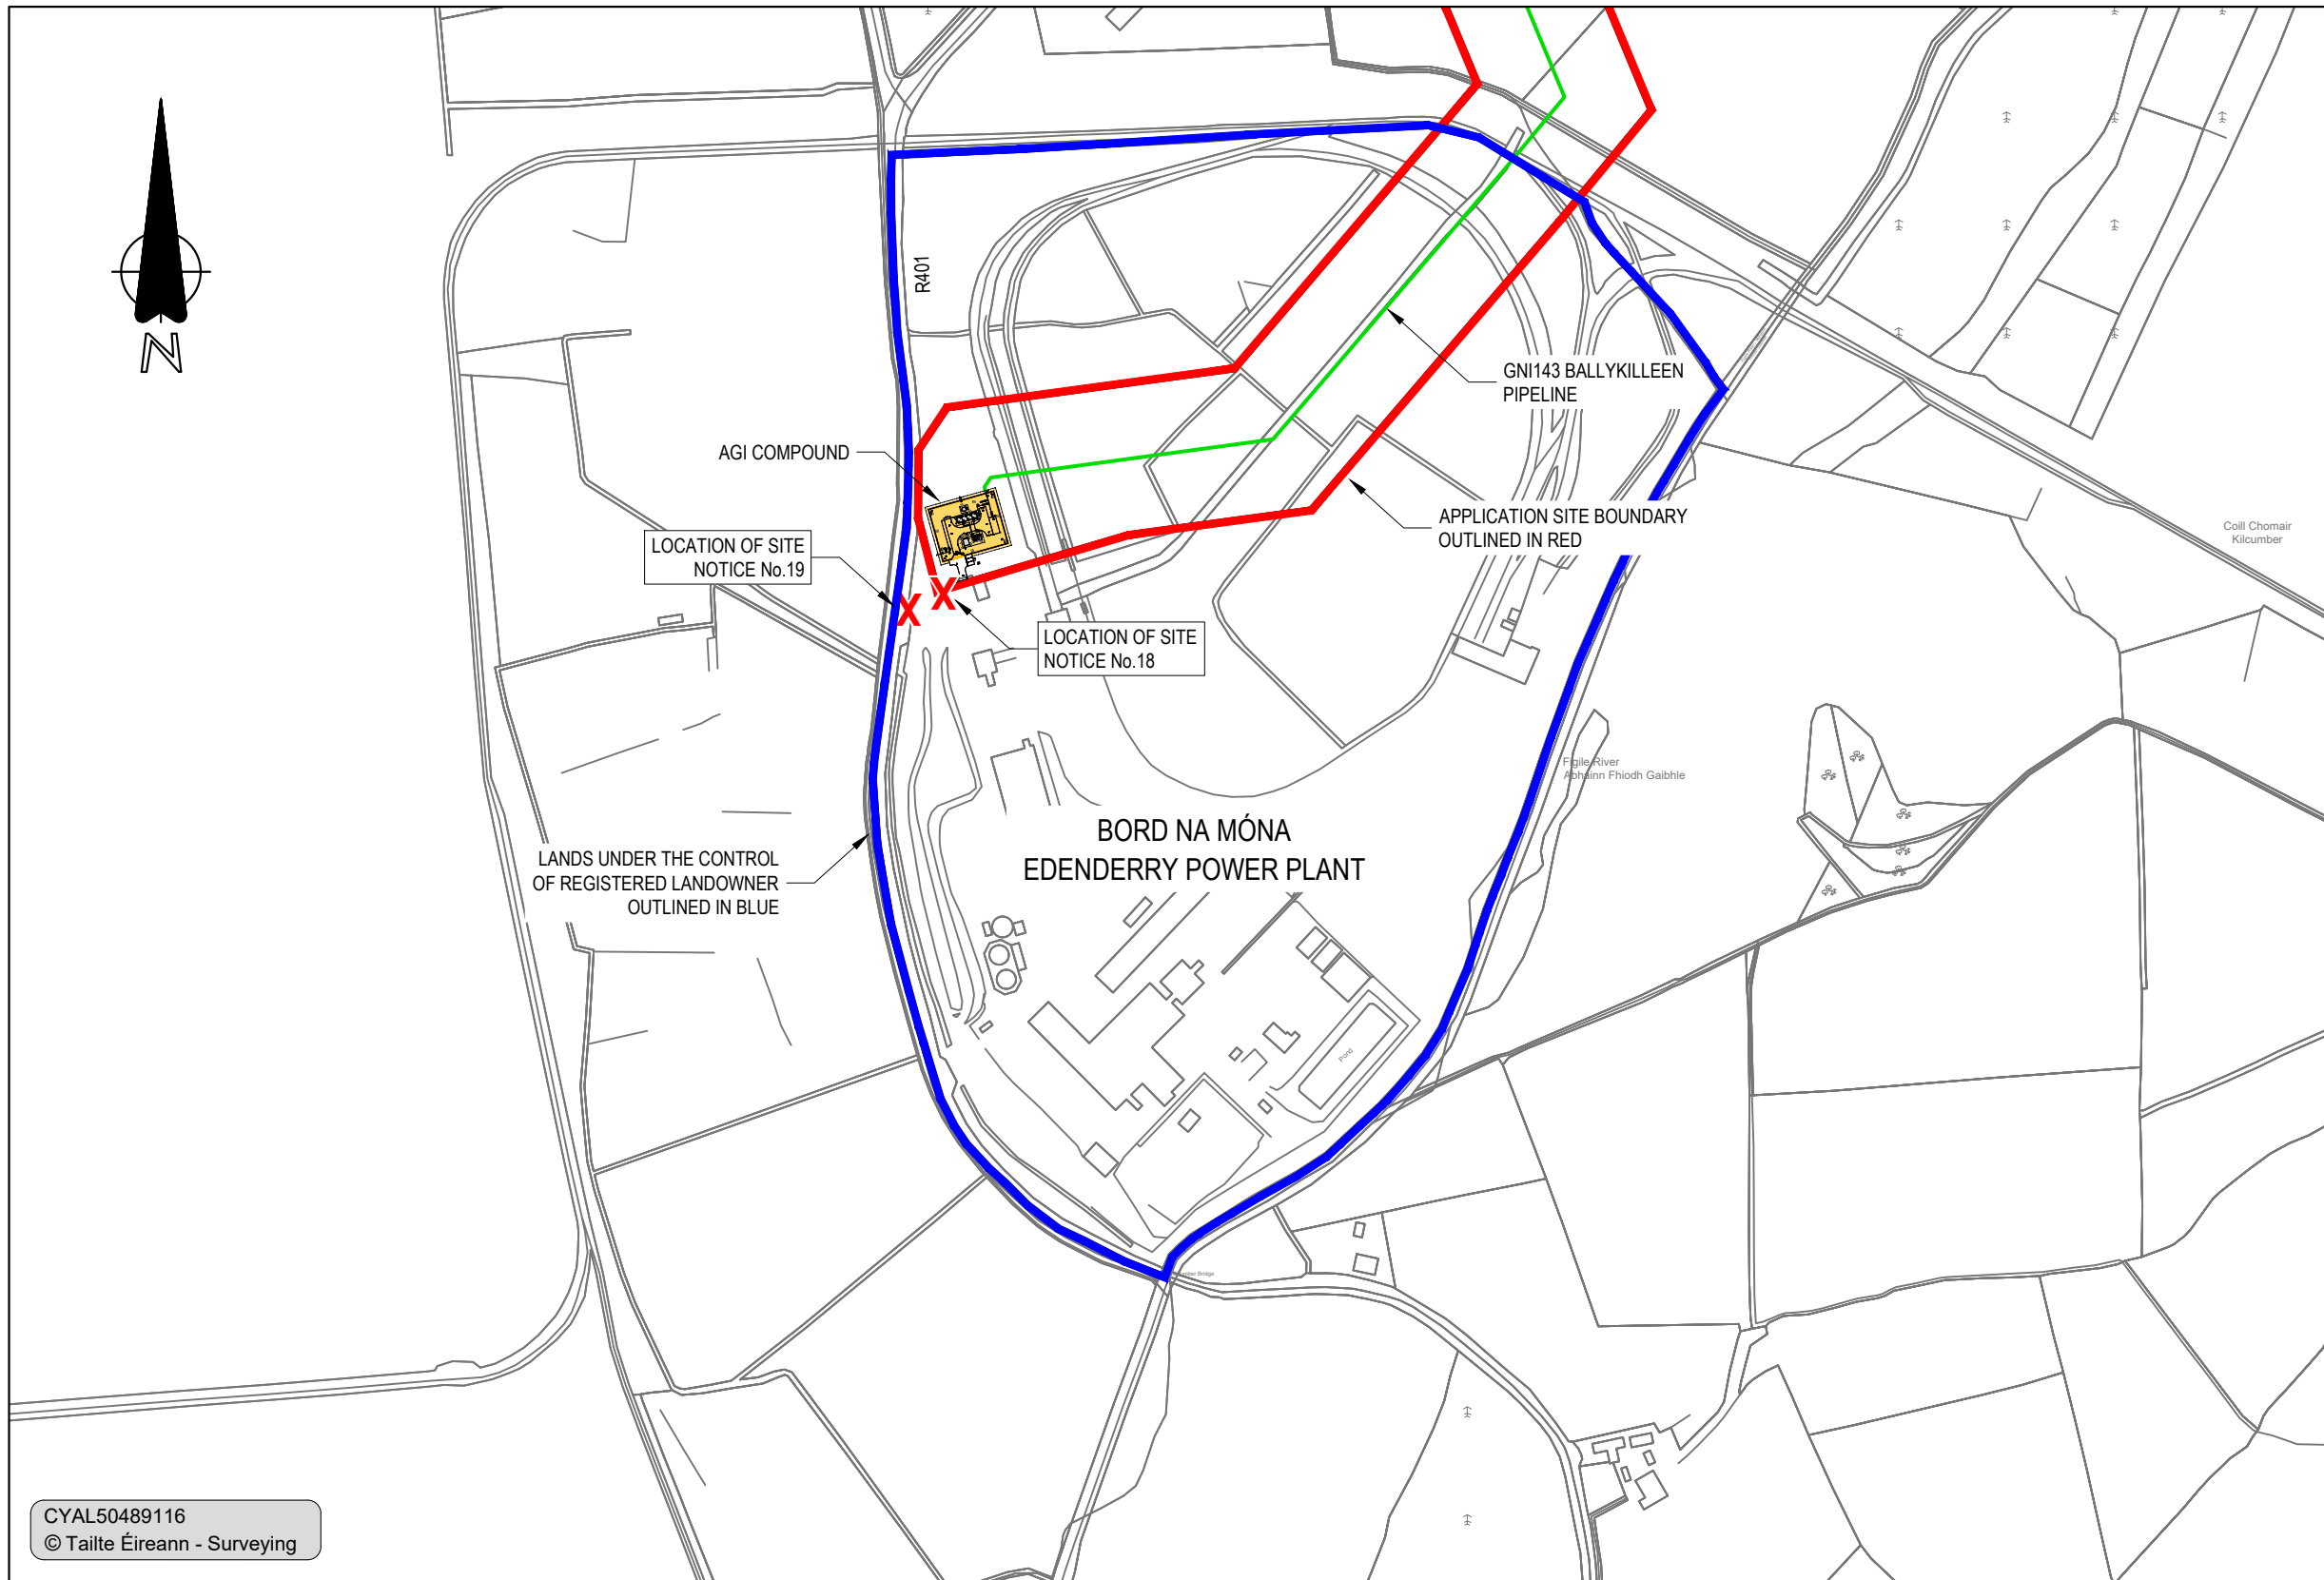 N
R401
GNI143 BALLYKILLEEN
PIPELINE
AGI COMPOUND
APPLICATION SITE BOUNDARY
OUTLINED IN RED
Coill Chomair
Kilcumber
LOCATION OF SITE
NOTICE No.19
X
X
LOCATION OF SITE
NOTICE No.18
Figile River
Abhainn Fhiodh Gaibhle
BORD NA MÓNA
EDENDERRY POWER PLANT
LANDS UNDER THE CONTROL
OF REGISTERED LANDOWNER
OUTLINED IN BLUE
Pond
Bridge
CYAL50489116
© Tailte Éireann - Surveying